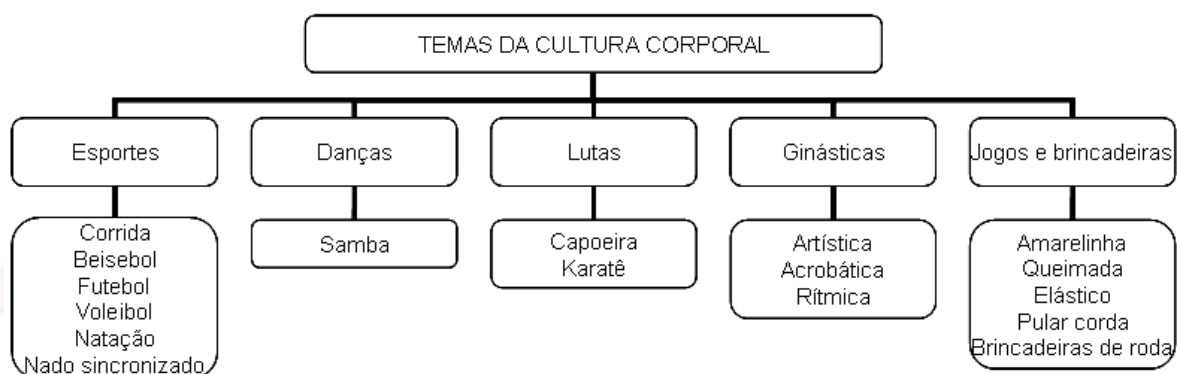 TEMAS DA CULTURA CORPORAL
Esportes
Danças
Lutas
Ginásticas
Jogos e brincadeiras
Corrida
Beisebol
Futebol
Voleibol
Natação
Nado sincronizado
Samba
Capoeira
Karatê
Artística
Acrobática
Rítmica
Amarelinha
Queimada
Elástico
Pular corda
Brincadeiras de roda